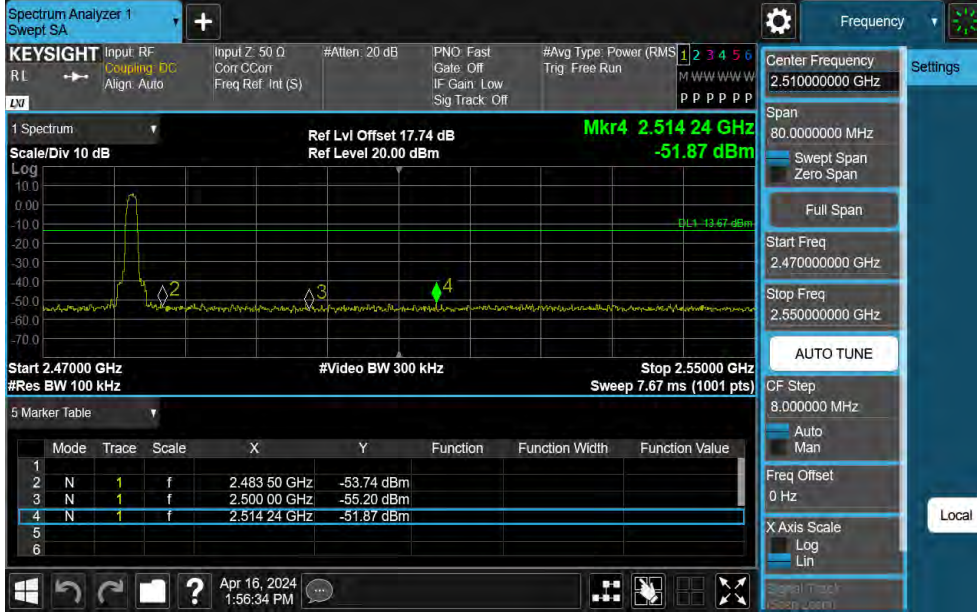 Spectrum Analyzer 1
Swept SA
Frequency
KEYSIGHT
RL
LXI
Input: RF
Coupling: DC
Align: Auto
Input Z: 50 Ω
Corr CCorr
Freq Ref: Int (S)
#Atten: 20 dB
PNO: Fast
Gate: Off
IF Gain: Low
Sig Track: Off
#Avg Type: Power (RMS
Trig: Free Run
1 2 3 4 5 6
M W W W W W
P P P P P P
1 Spectrum
Scale/Div 10 dB
Ref Lvl Offset 17.74 dB
Ref Level 20.00 dBm
Mkr4 2.514 24 GHz
-51.87 dBm
Log
10.0
0.00
-10.0
-20.0
-30.0
-40.0
-50.0
-60.0
-70.0
DL1 -13.67 dBm
2
3
4
Start 2.47000 GHz
#Res BW 100 kHz
#Video BW 300 kHz
Stop 2.55000 GHz
Sweep 7.67 ms (1001 pts)
5 Marker Table
Mode Trace Scale X Y Function Function Width Function Value
1
2 N 1 f 2.483 50 GHz -53.74 dBm
3 N 1 f 2.500 00 GHz -55.20 dBm
4 N 1 f 2.514 24 GHz -51.87 dBm
5
6
?
Apr 16, 2024
1:56:34 PM
Center Frequency
2.510000000 GHz
Span
80.0000000 MHz
Swept Span
Zero Span
Full Span
Start Freq
2.470000000 GHz
Stop Freq
2.550000000 GHz
AUTO TUNE
CF Step
8.000000 MHz
Auto
Man
Freq Offset
0 Hz
X Axis Scale
Log
Lin
Signal Track
(Span Zoom)
Settings
Local